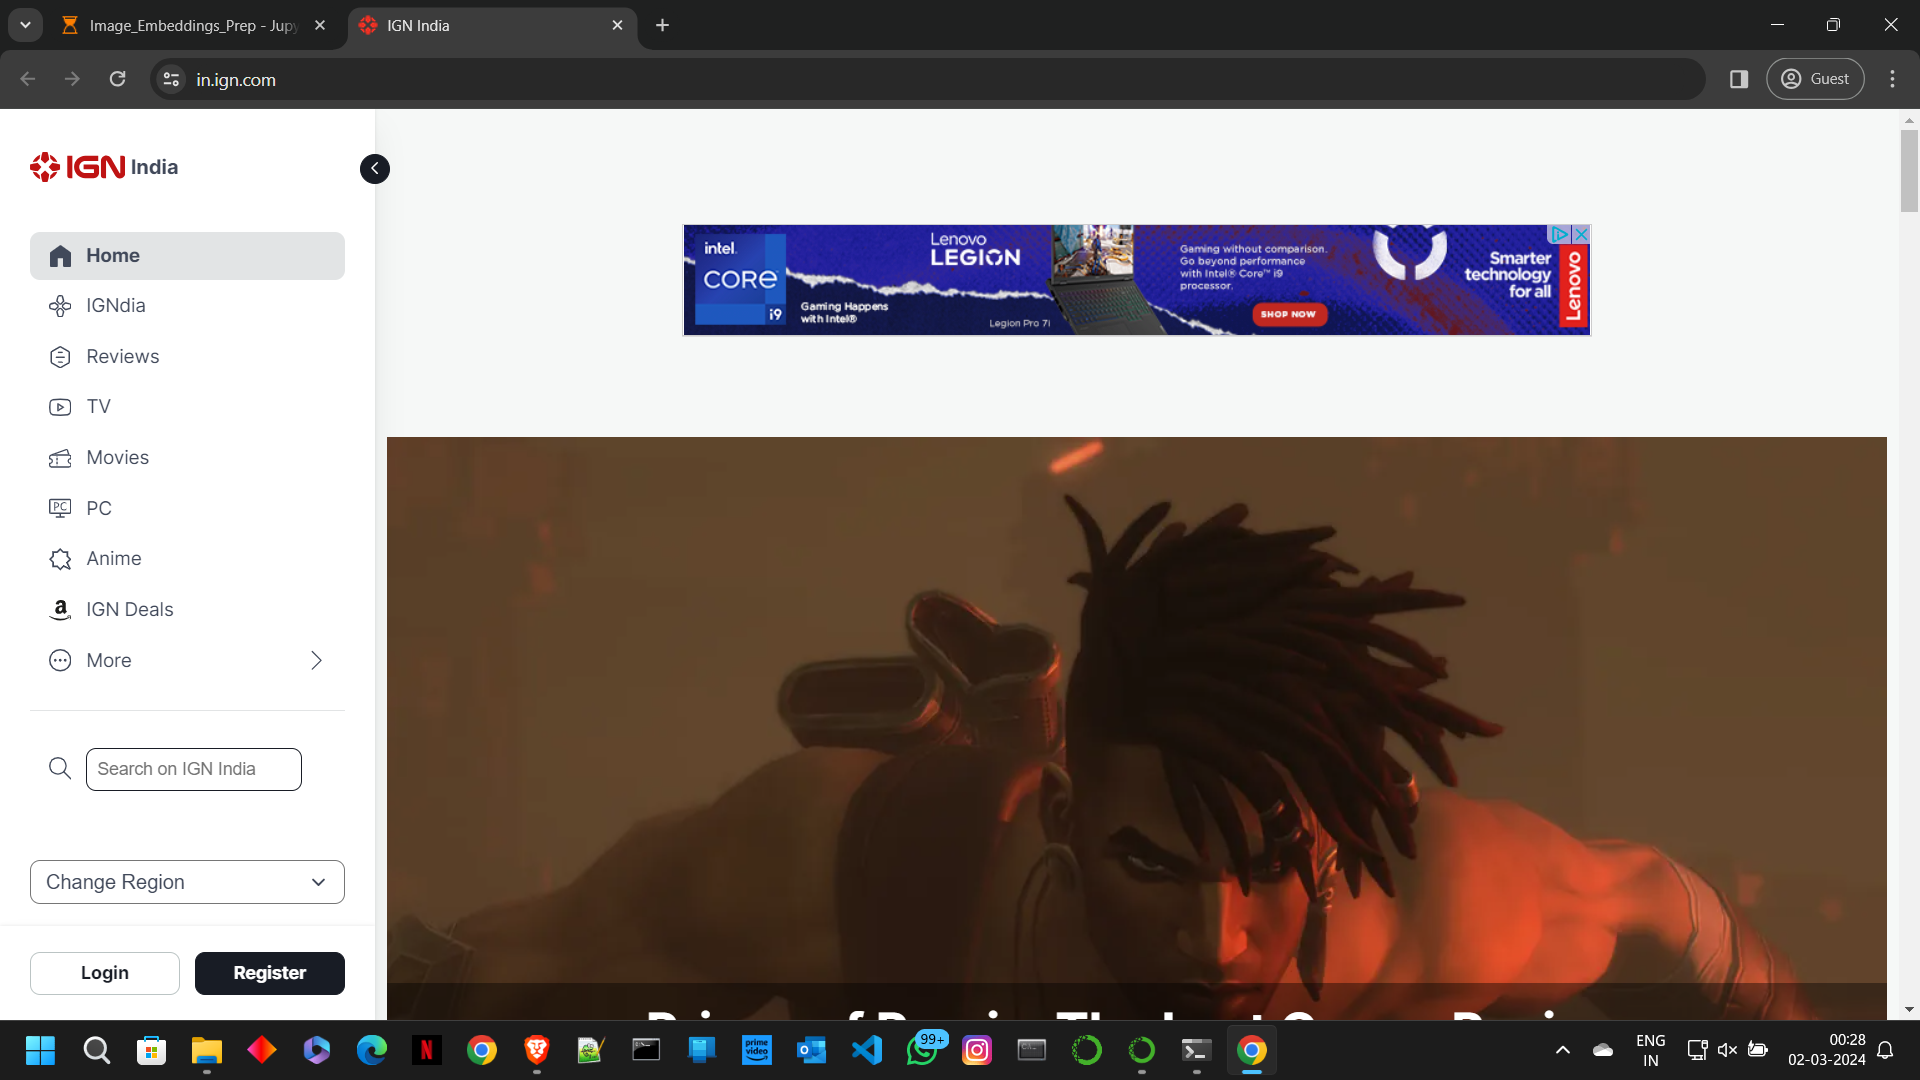 Image_Embeddings_Prep - Jupy
IGN India
in.ign.com
Guest
IGN India
Home
IGNdia
Reviews
TV
Movies
PC
PC
Anime
a
IGN Deals
More
Search on IGN India
Change Region
Login
Register
intel.
CORE
i9
Gaming Happens
with Intel®
Lenovo
LEGION
Legion Pro 7i
Gaming without comparison.
Go beyond performance
with Intel® Core™ i9
processor.
SHOP NOW
Smarter
technology
for all
Lenovo
99+
prime
video
ENG
IN
00:28
02-03-2024